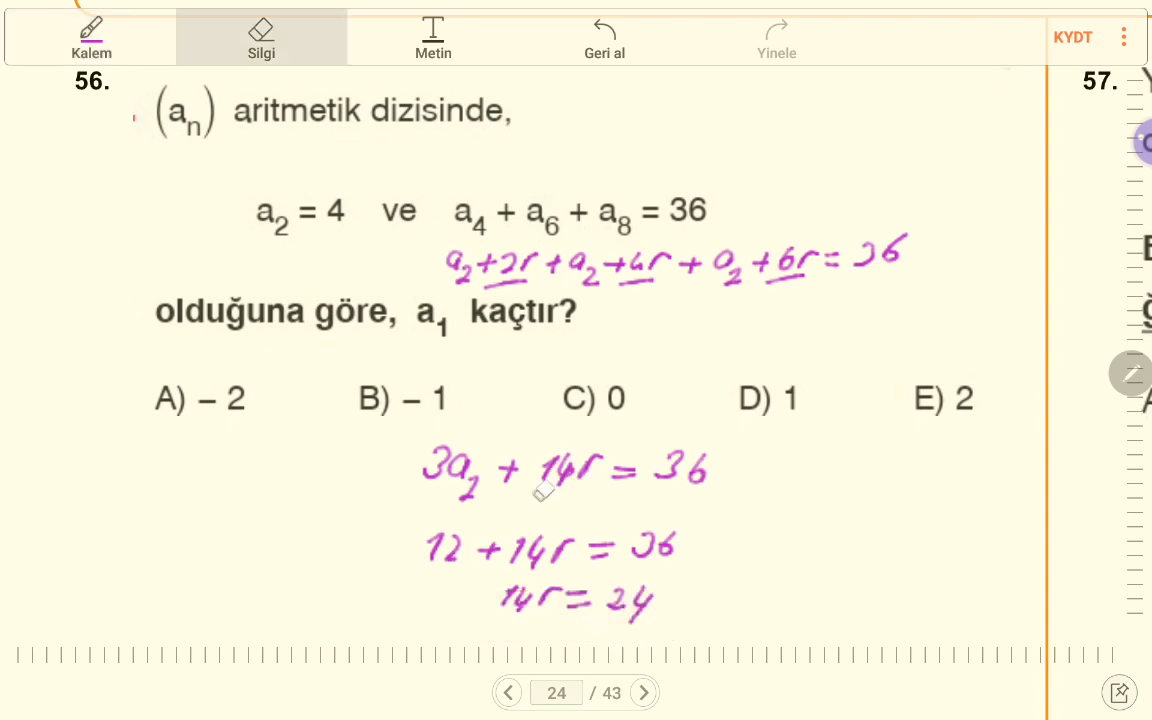 Kalem Silgi Metin Geri al Yinele KYDT
56.
(aₙ) aritmetik dizisinde,
a₂ = 4 ve a₄ + a₆ + a₈ = 36
a₂+2r + a₂+4r + a₂+6r = 36
olduğuna göre, a₁ kaçtır?
A) – 2 B) – 1 C) 0 D) 1 E) 2
3a₂ + 14r = 36
12 + 14r = 36
14r = 24
24 / 43
57.